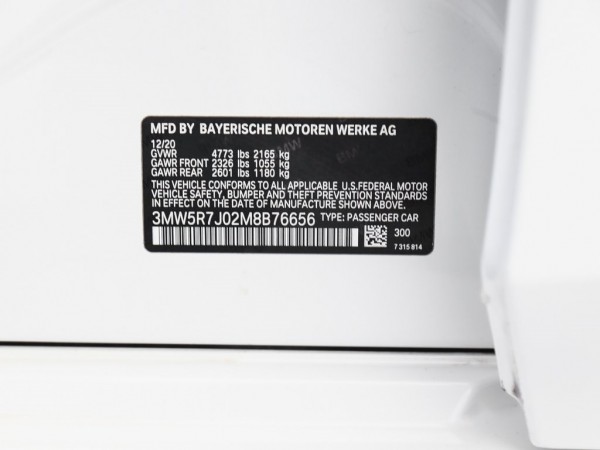 MFD BY BAYERISCHE MOTOREN WERKE AG
12/20
GVWR 4773 lbs 2165 kg
GAWR FRONT 2326 lbs 1055 kg
GAWR REAR 2601 lbs 1180 kg
THIS VEHICLE CONFORMS TO ALL APPLICABLE U.S.FEDERAL MOTOR
VEHICLE SAFETY, BUMPER AND THEFT PREVENTION STANDARDS
IN EFFECT ON THE DATE OF MANUFACTURE SHOWN ABOVE.
3MW5R7J02M8B76656 TYPE: PASSENGER CAR
300
7 315 814